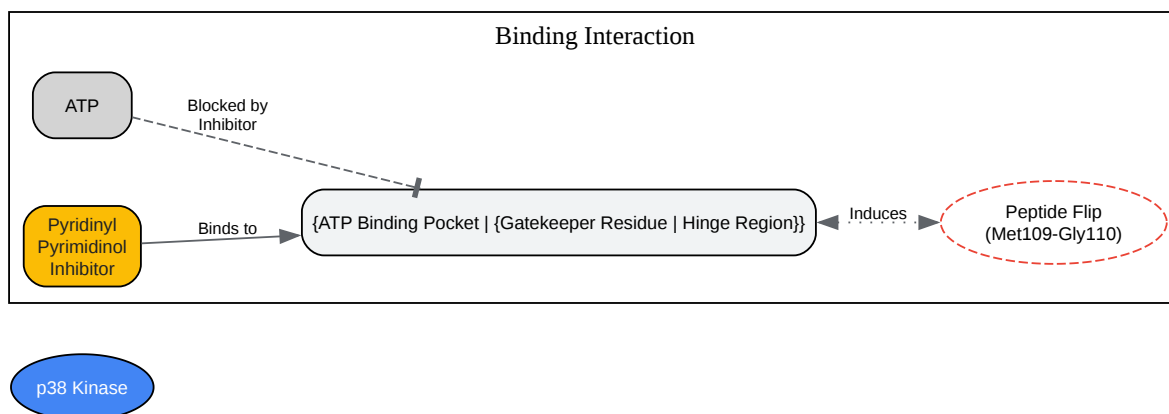 Binding Interaction
ATP
Blocked by
Inhibitor
Pyridinyl
Pyrimidinol
Inhibitor
Binds to
{ATP Binding Pocket | {Gatekeeper Residue | Hinge Region}}
Induces
Peptide Flip
(Met109-Gly110)
p38 Kinase